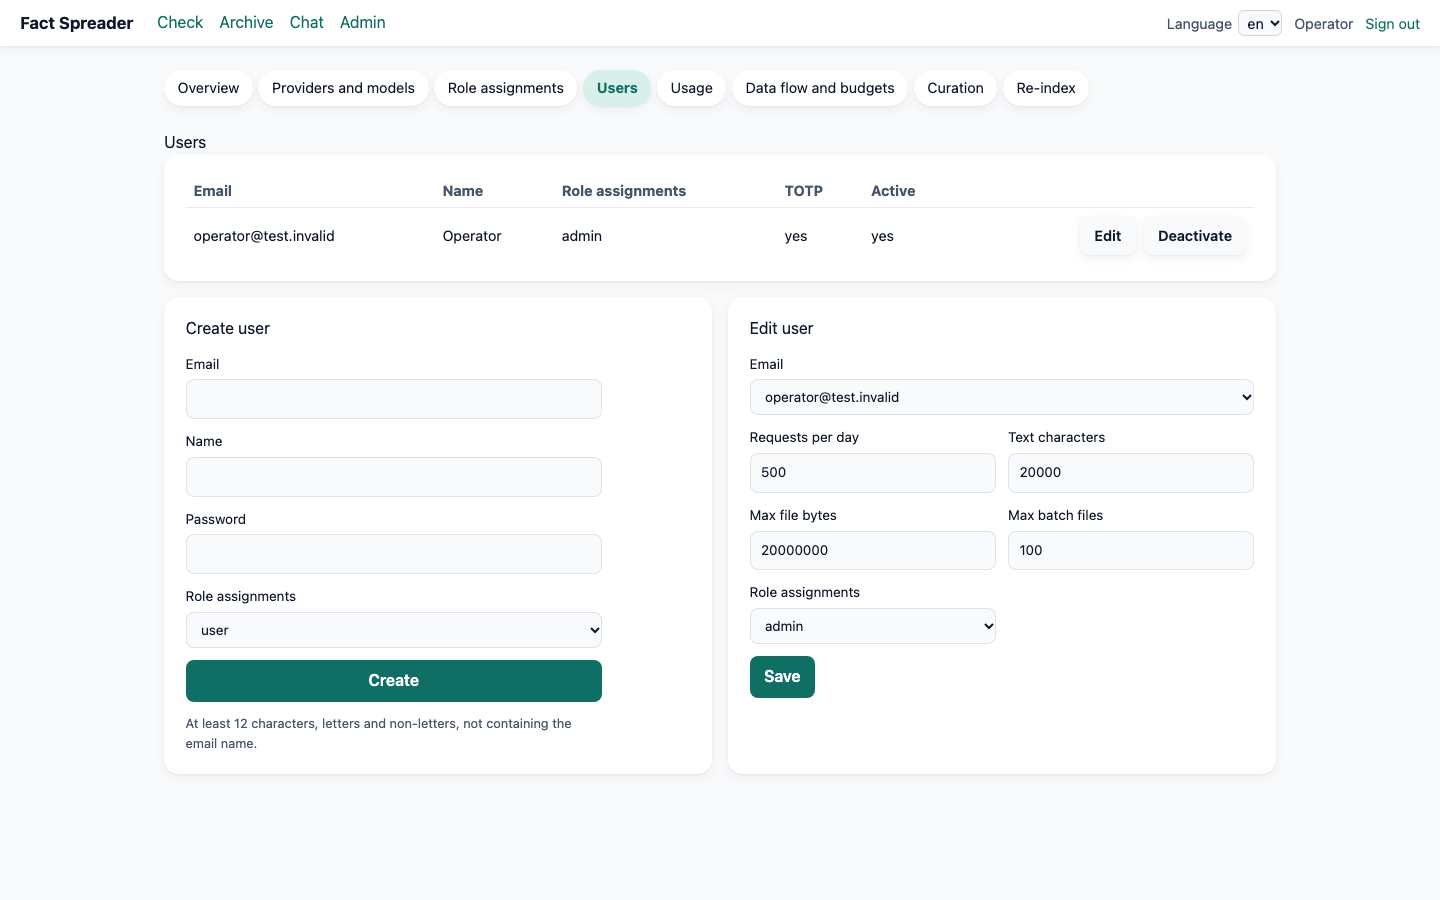 Fact Spreader Check Archive Chat Admin Language en Operator Sign out
Overview Providers and models Role assignments Users Usage Data flow and budgets Curation Re-index
Users
Email Name Role assignments TOTP Active
operator@test.invalid Operator admin yes yes Edit Deactivate
Create user
Email
Name
Password
Role assignments
user
Create
At least 12 characters, letters and non-letters, not containing the
email name.
Edit user
Email
operator@test.invalid
Requests per day Text characters
500 20000
Max file bytes Max batch files
20000000 100
Role assignments
admin
Save